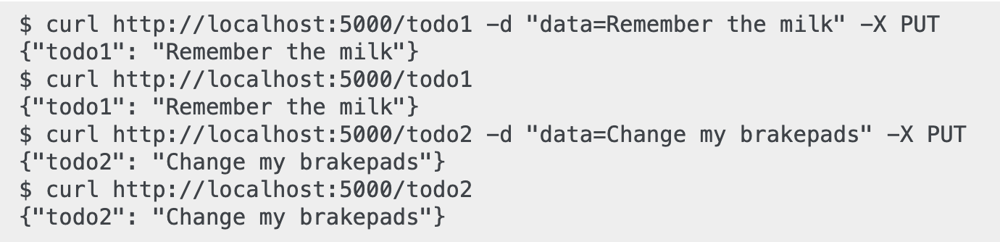 $ curl http://localhost:5000/todo1 -d "data=Remember the milk" -X PUT
{"todo1": "Remember the milk"}
$ curl http://localhost:5000/todo1
{"todo1": "Remember the milk"}
$ curl http://localhost:5000/todo2 -d "data=Change my brakepads" -X PUT
{"todo2": "Change my brakepads"}
$ curl http://localhost:5000/todo2
{"todo2": "Change my brakepads"}